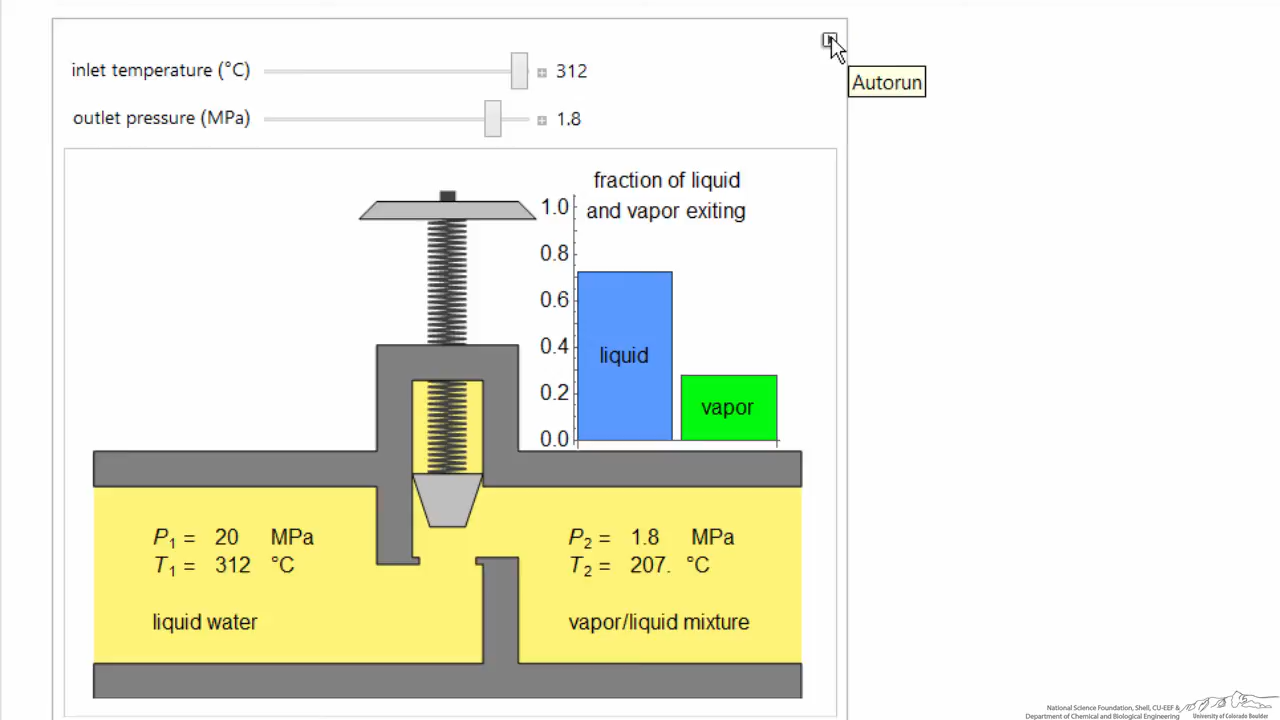 inlet temperature (°C) 312
Autorun
outlet pressure (MPa) 1.8
fraction of liquid
and vapor exiting
1.0
0.8
0.6
0.4
0.2
0.0
liquid
vapor
P1 = 20 MPa
T1 = 312 °C
liquid water
P2 = 1.8 MPa
T2 = 207. °C
vapor/liquid mixture
National Science Foundation, Shell, CU-EEF &
Department of Chemical and Biological Engineering
University of Colorado Boulder